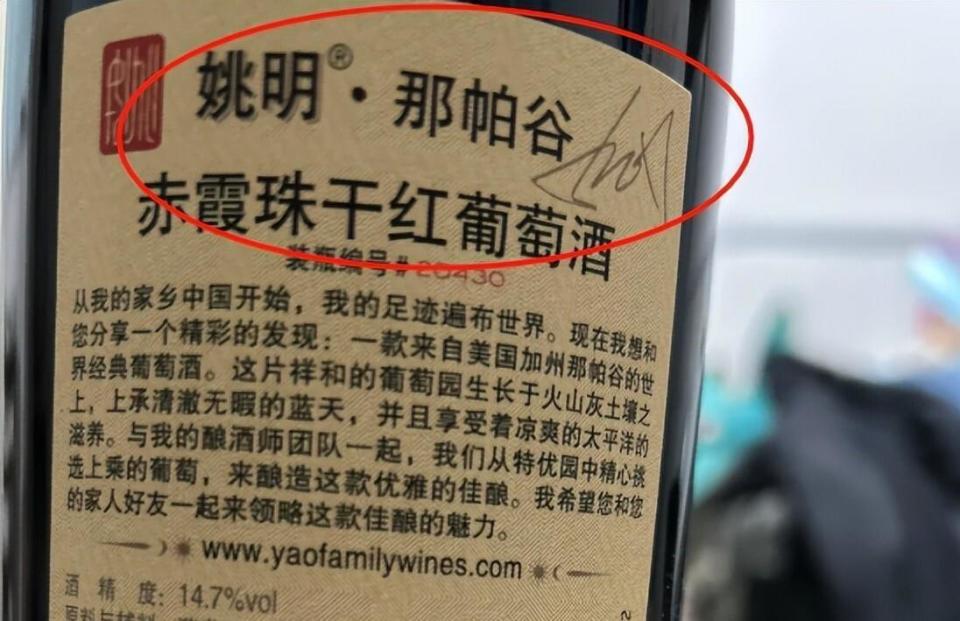 姚明®·那帕谷
赤霞珠干红葡萄酒
装瓶编号#20430
从我的家乡中国开始，我的足迹遍布世界。现在我想和
您分享一个精彩的发现：一款来自美国加州那帕谷的世
界经典葡萄酒。这片祥和的葡萄园生长于火山灰土壤之
上，上承清澈无暇的蓝天，并且享受着凉爽的太平洋的
滋养。与我的酿酒师团队一起，我们从特优园中精心挑
选上乘的葡萄，来酿造这款优雅的佳酿。我希望您和您
的家人好友一起来领略这款佳酿的魅力。
www.yaofamilywines.com
酒 精 度: 14.7%vol